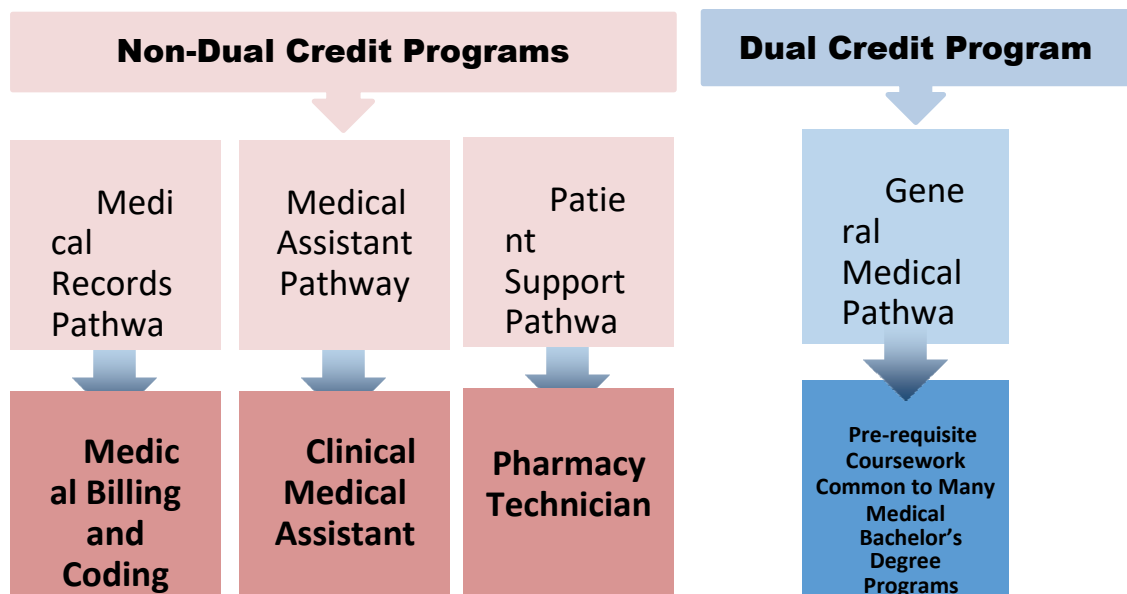 Non-Dual Credit Programs
Dual Credit Program
Medi
cal
Records
Pathwa
Medical
Assistant
Pathway
Patie
nt
Support
Pathwa
Gene
ral
Medical
Pathwa
Medic
al Billing
and
Coding
Clinical
Medical
Assistant
Pharmacy
Technician
Pre-requisite
Coursework
Common to Many
Medical
Bachelor’s
Degree
Programs